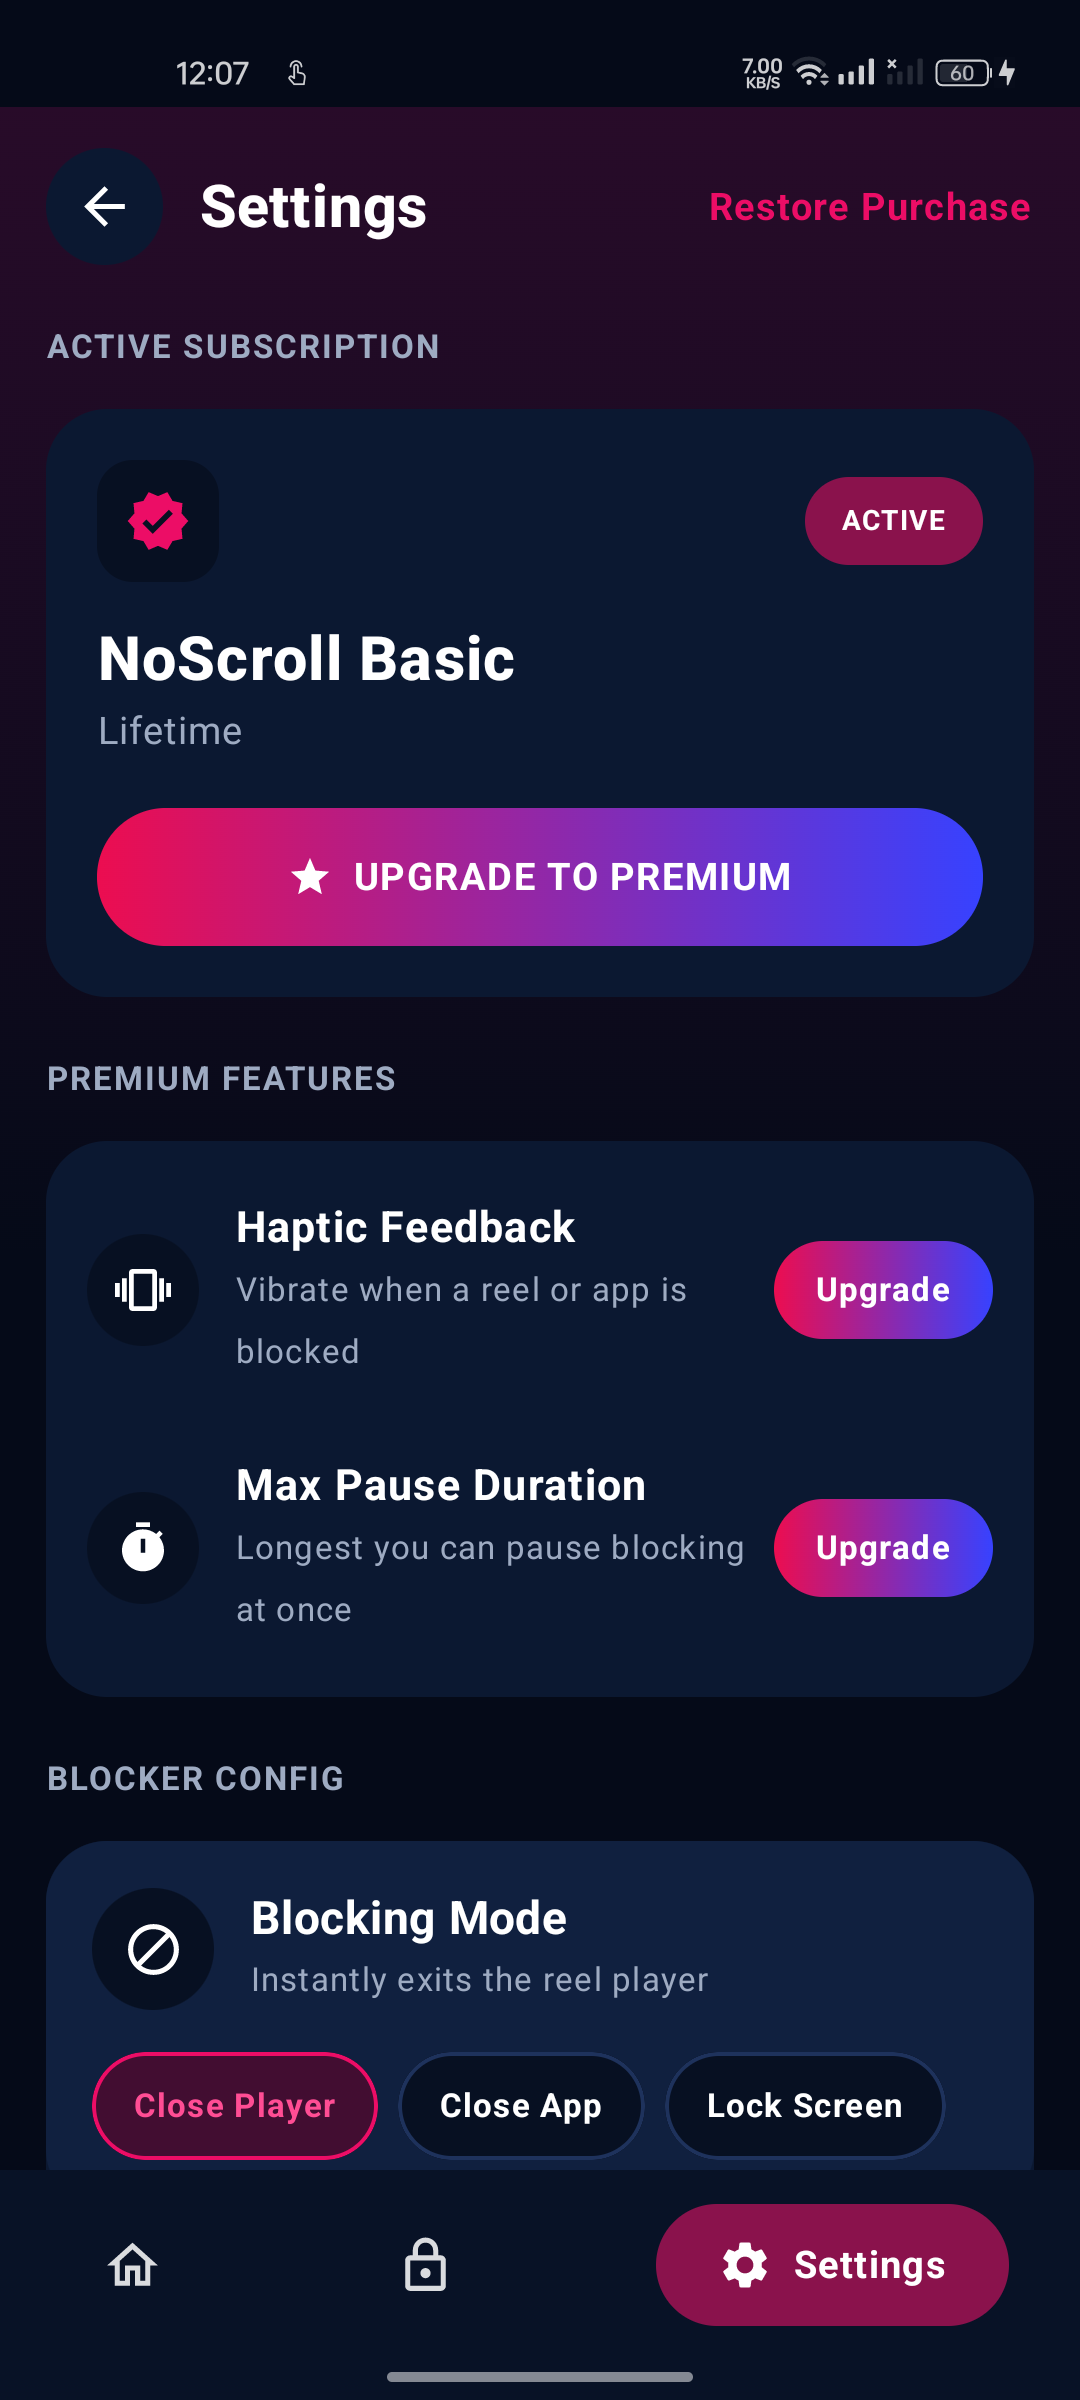 12:07
7.00
KB/S
60
Settings
Restore Purchase
ACTIVE SUBSCRIPTION
ACTIVE
NoScroll Basic
Lifetime
UPGRADE TO PREMIUM
PREMIUM FEATURES
Haptic Feedback
Vibrate when a reel or app is
blocked
Upgrade
Max Pause Duration
Longest you can pause blocking
at once
Upgrade
BLOCKER CONFIG
Blocking Mode
Instantly exits the reel player
Close Player
Close App
Lock Screen
Settings